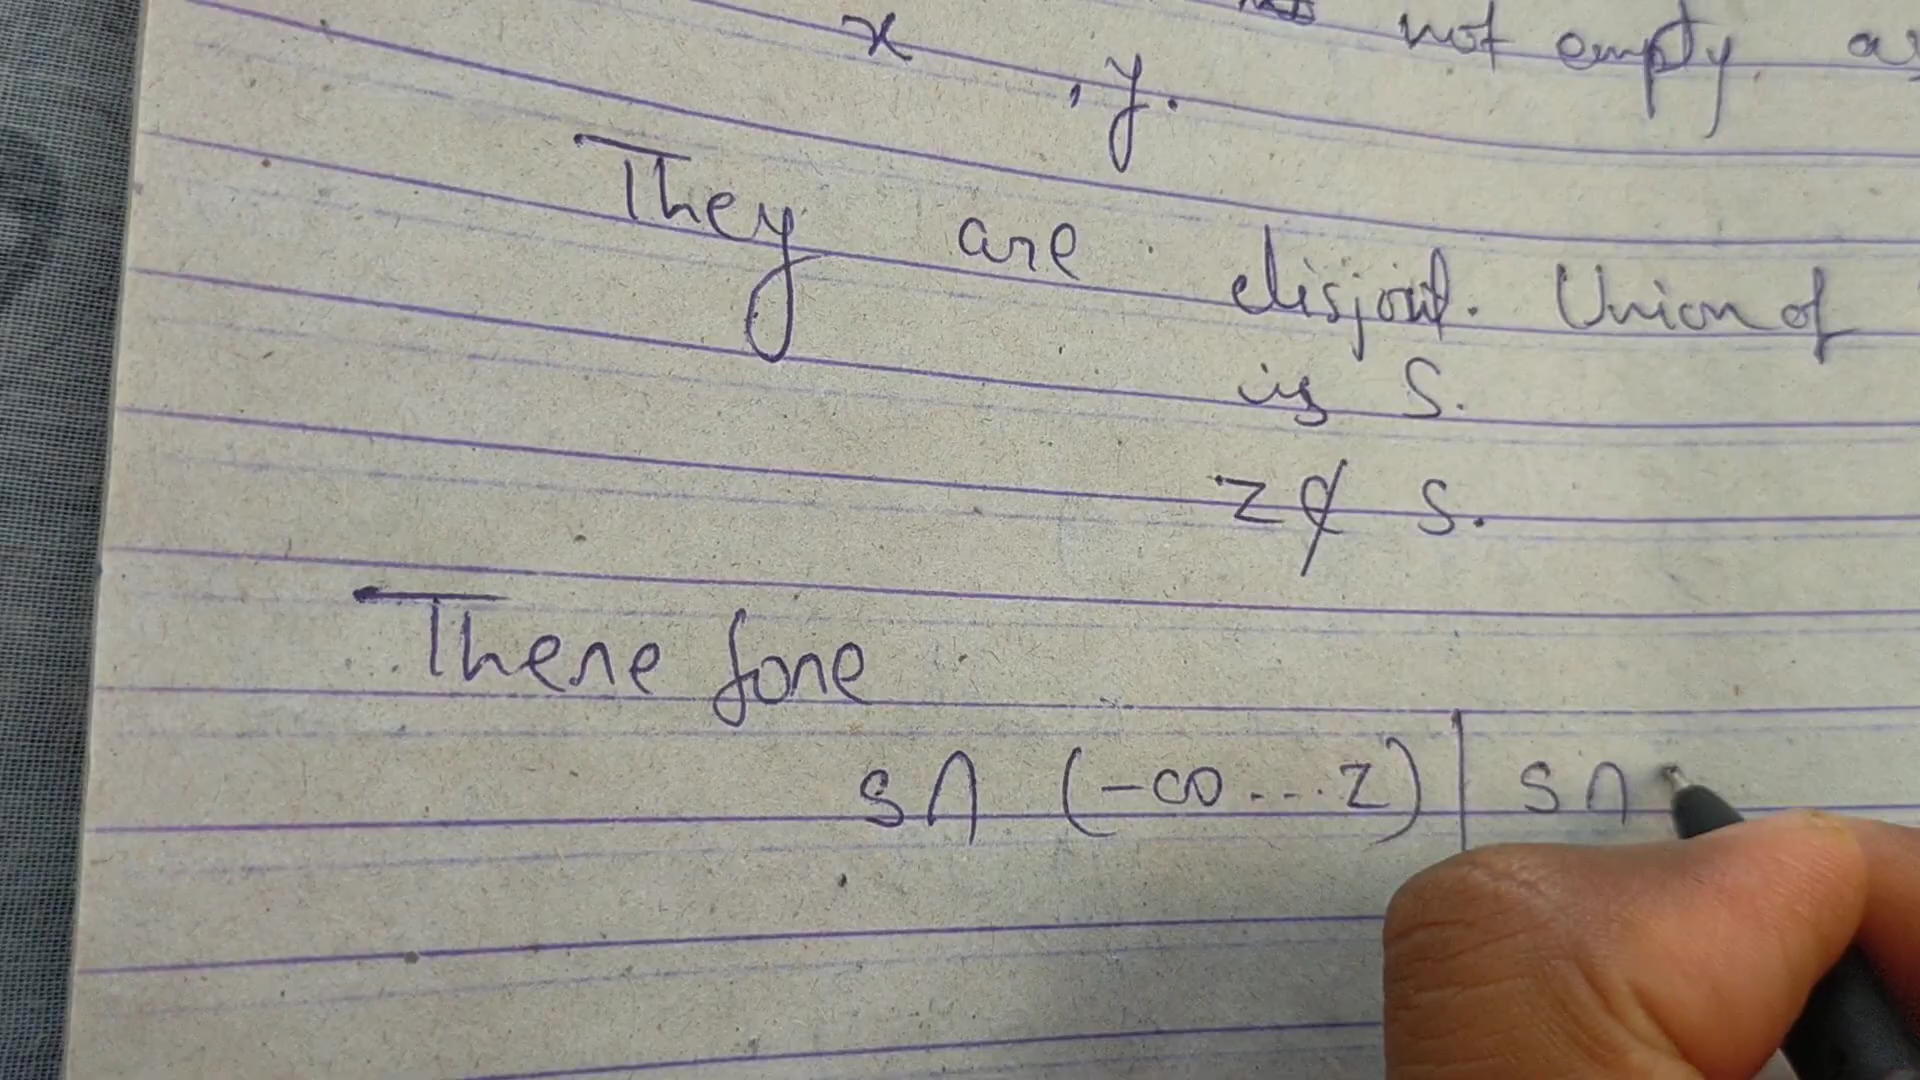 not empty
x , y.
They are disjoint. Union of
is S.
z ∉ S.
Therefore
S ∩ (-∞...z) | S ∩